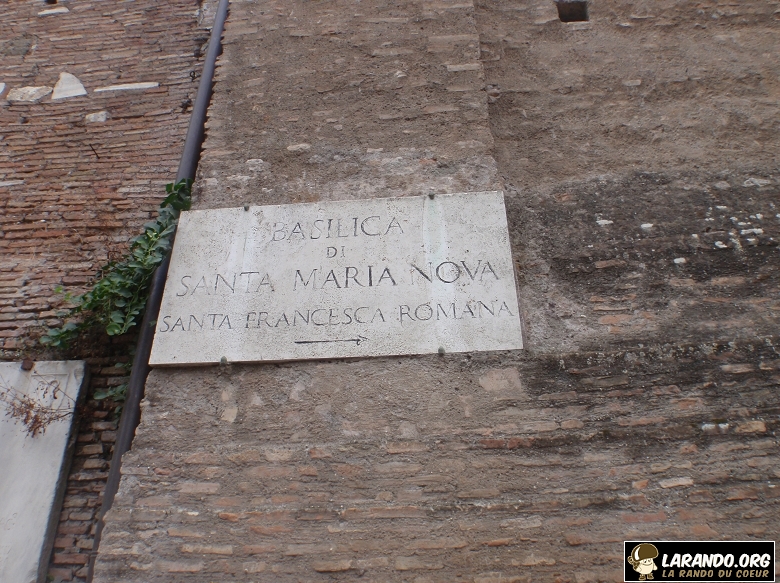 BASILICA
DI
SANTA MARIA NOVA
SANTA FRANCESCA ROMANA
LARANDO.ORG
LA RANDO DU COEUR